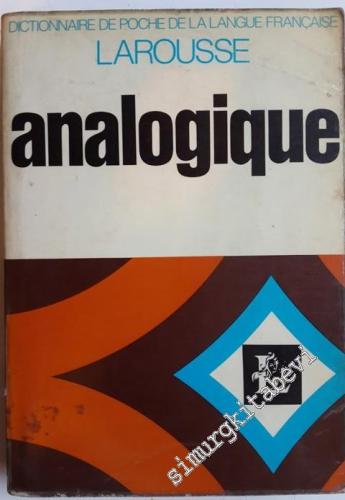 DICTIONNAIRE DE POCHE DE LA LANGUE FRANÇAISE
LAROUSSE
analogique
L
simurgkitabevi